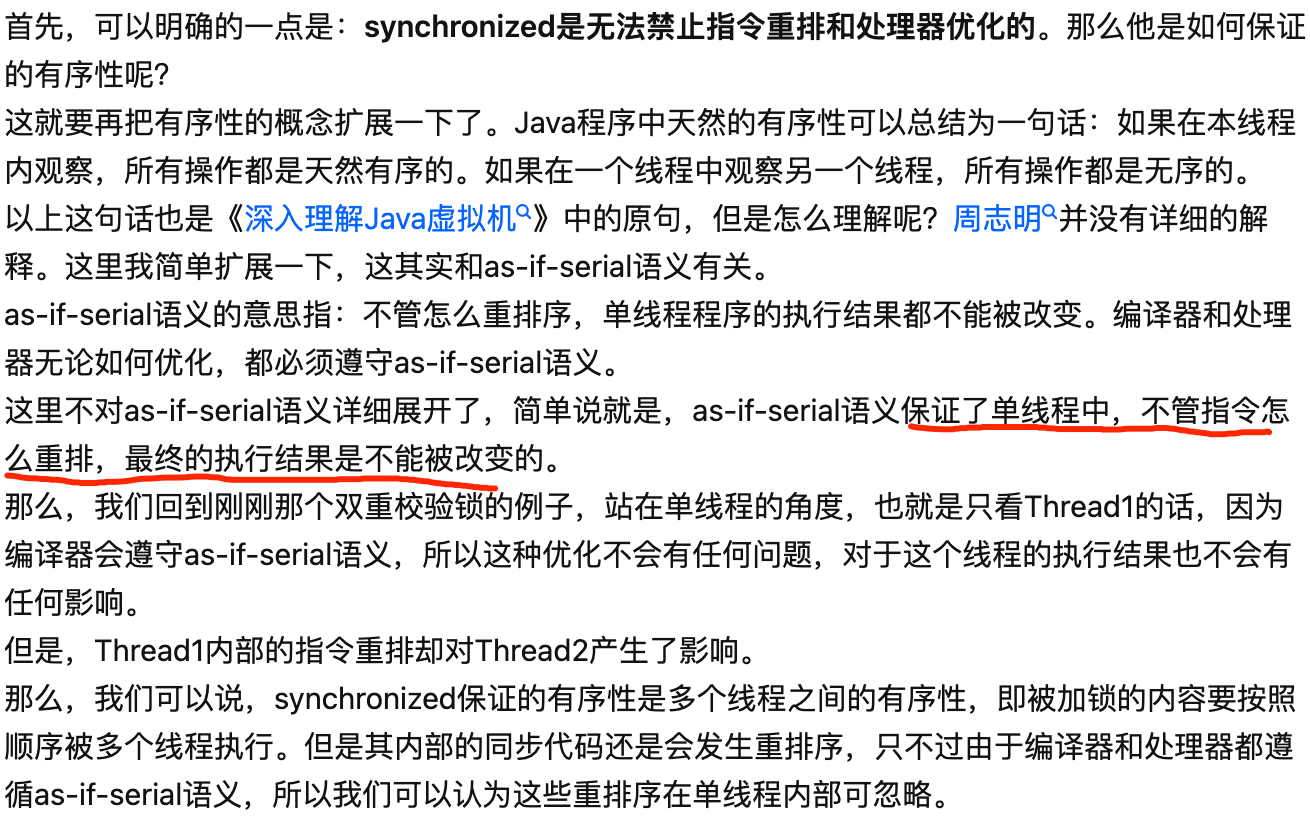 首先，可以明确的一点是：synchronized是无法禁止指令重排和处理器优化的。那么他是如何保证
的有序性呢？
这就要再把有序性的概念扩展一下了。Java程序中天然的有序性可以总结为一句话：如果在本线程
内观察，所有操作都是天然有序的。如果在一个线程中观察另一个线程，所有操作都是无序的。
以上这句话也是《深入理解Java虚拟机》中的原句，但是怎么理解呢？周志明并没有详细的解
释。这里我简单扩展一下，这其实和as-if-serial语义有关。
as-if-serial语义的意思指：不管怎么重排序，单线程程序的执行结果都不能被改变。编译器和处理
器无论如何优化，都必须遵守as-if-serial语义。
这里不对as-if-serial语义详细展开了，简单说就是，as-if-serial语义保证了单线程中，不管指令怎
么重排，最终的执行结果是不能被改变的。
那么，我们回到刚刚那个双重校验锁的例子，站在单线程的角度，也就是只看Thread1的话，因为
编译器会遵守as-if-serial语义，所以这种优化不会有任何问题，对于这个线程的执行结果也不会有
任何影响。
但是，Thread1内部的指令重排却对Thread2产生了影响。
那么，我们可以说，synchronized保证的有序性是多个线程之间的有序性，即被加锁的内容要按照
顺序被多个线程执行。但是其内部的同步代码还是会发生重排序，只不过由于编译器和处理器都遵
循as-if-serial语义，所以我们可以认为这些重排序在单线程内部可忽略。